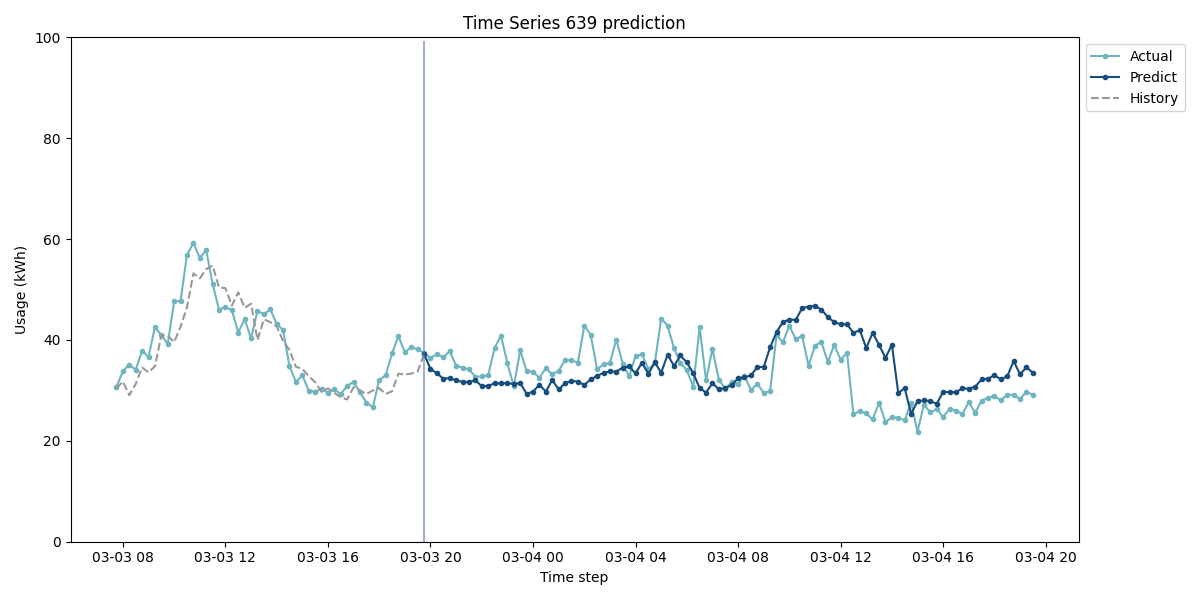 Time Series 639 prediction
Usage (kWh)
100
80
60
40
20
0
03-03 08
03-03 12
03-03 16
03-03 20
03-04 00
03-04 04
03-04 08
03-04 12
03-04 16
03-04 20
Time step
Actual
Predict
History